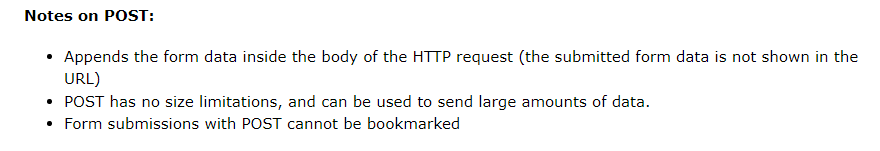 Notes on POST:
• Appends the form data inside the body of the HTTP request (the submitted form data is not shown in the
URL)
• POST has no size limitations, and can be used to send large amounts of data.
• Form submissions with POST cannot be bookmarked